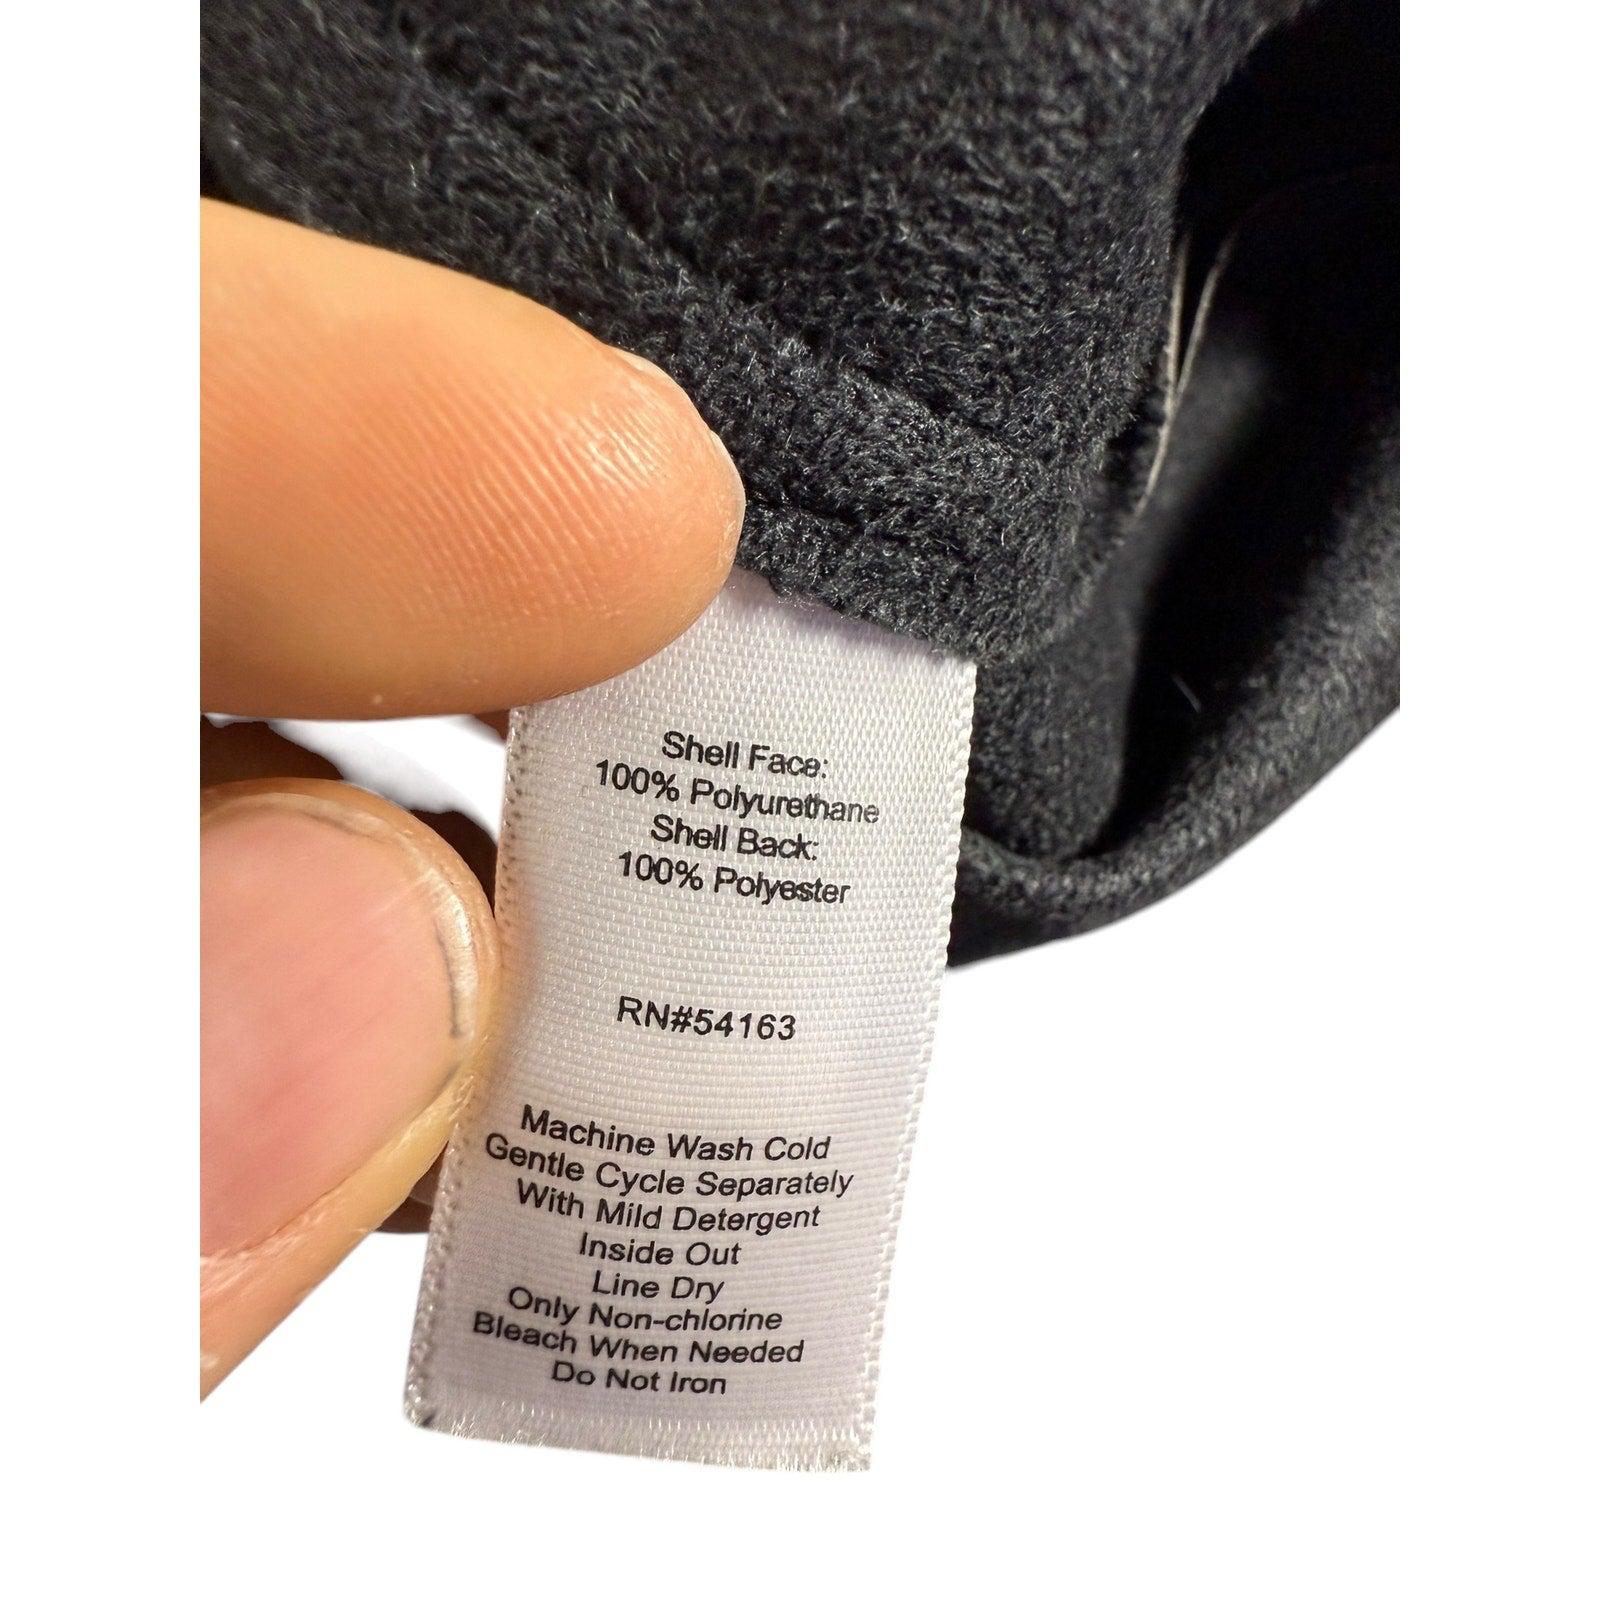 Shell Face:
100% Polyurethane
Shell Back:
100% Polyester
RN#54163
Machine Wash Cold
Gentle Cycle Separately
With Mild Detergent
Inside Out
Line Dry
Only Non-chlorine
Bleach When Needed
Do Not Iron